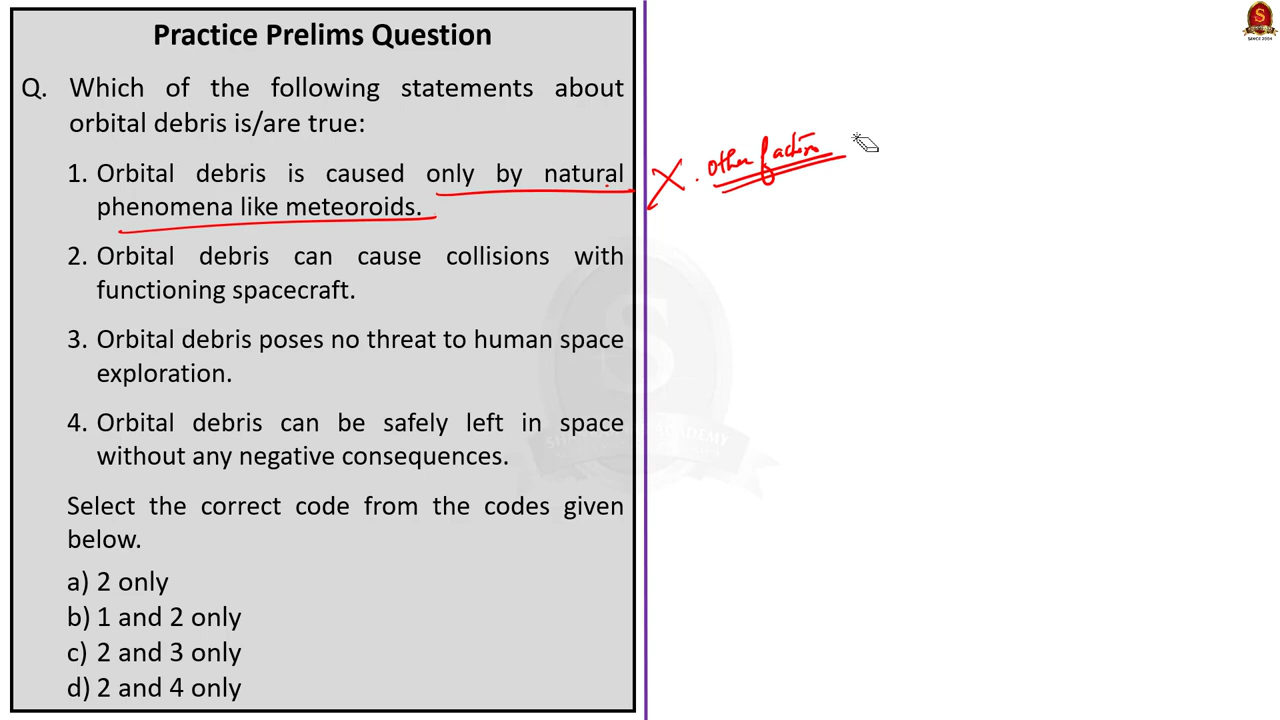 Practice Prelims Question
Q. Which of the following statements about
orbital debris is/are true:
1. Orbital debris is caused only by natural
phenomena like meteoroids.
X. other factors
2. Orbital debris can cause collisions with
functioning spacecraft.
3. Orbital debris poses no threat to human space
exploration.
4. Orbital debris can be safely left in space
without any negative consequences.
Select the correct code from the codes given
below.
a) 2 only
b) 1 and 2 only
c) 2 and 3 only
d) 2 and 4 only
S
SINCE 2004